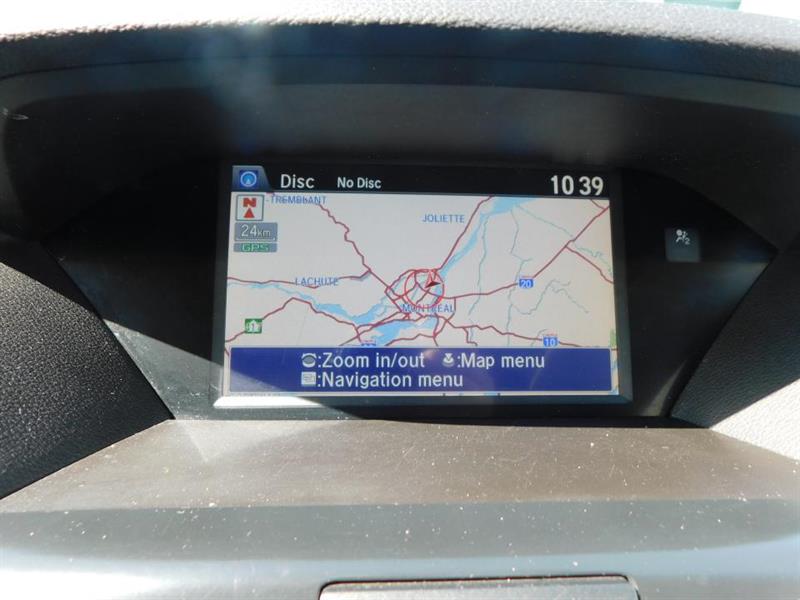 Disc No Disc 10 39
TREMBLANT
N
JOLIETTE
24km
GPS
LACHUTE
20
MONTREAL
10
:Zoom in/out :Map menu
:Navigation menu
2